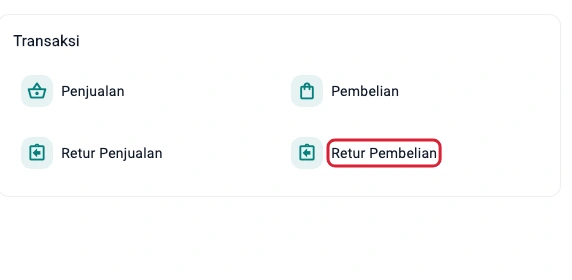 Transaksi
Penjualan
Pembelian
Retur Penjualan
Retur Pembelian